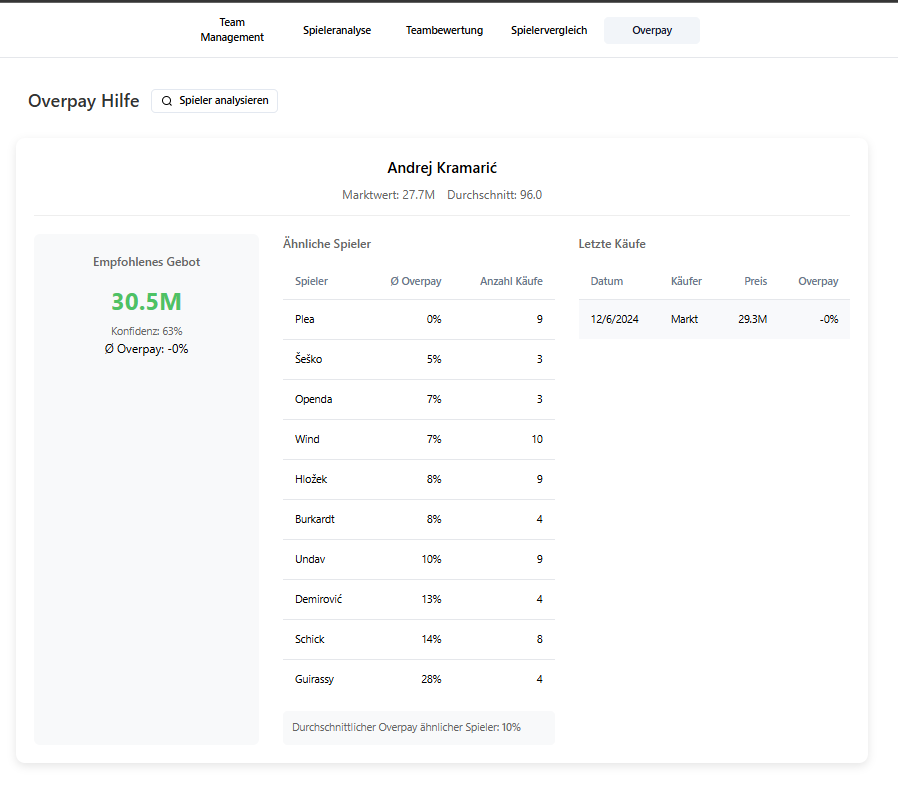 Team
Management
Spieleranalyse
Teambewertung
Spielervergleich
Overpay
Overpay Hilfe
Spieler analysieren
Andrej Kramarić
Marktwert: 27.7M Durchschnitt: 96.0
Empfohlenes Gebot
30.5M
Konfidenz: 63%
Ø Overpay: -0%
Ähnliche Spieler
Spieler Ø Overpay Anzahl Käufe
Plea 0% 9
Šeško 5% 3
Openda 7% 3
Wind 7% 10
Hložek 8% 9
Burkardt 8% 4
Undav 10% 9
Demirović 13% 4
Schick 14% 8
Guirassy 28% 4
Durchschnittlicher Overpay ähnlicher Spieler: 10%
Letzte Käufe
Datum Käufer Preis Overpay
12/6/2024 Markt 29.3M -0%